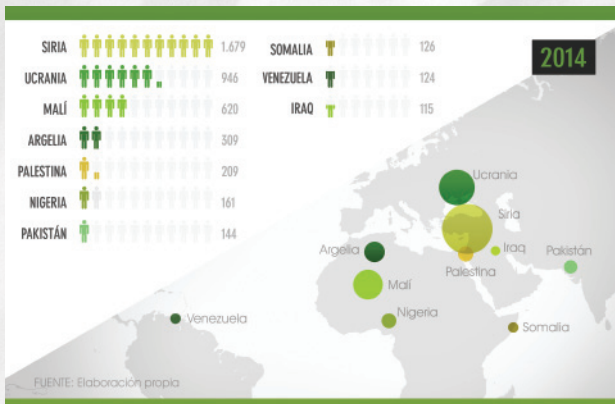 2014
SIRIA 1.679
UCRANIA 946
MALÍ 620
ARGELIA 309
PALESTINA 209
NIGERIA 161
PAKISTÁN 144
SOMALIA 126
VENEZUELA 124
IRAQ 115
Ucrania
Siria
Argelia
Iraq
Pakistán
Palestina
Malí
Nigeria
Venezuela
Somalia
FUENTE: Elaboración propia